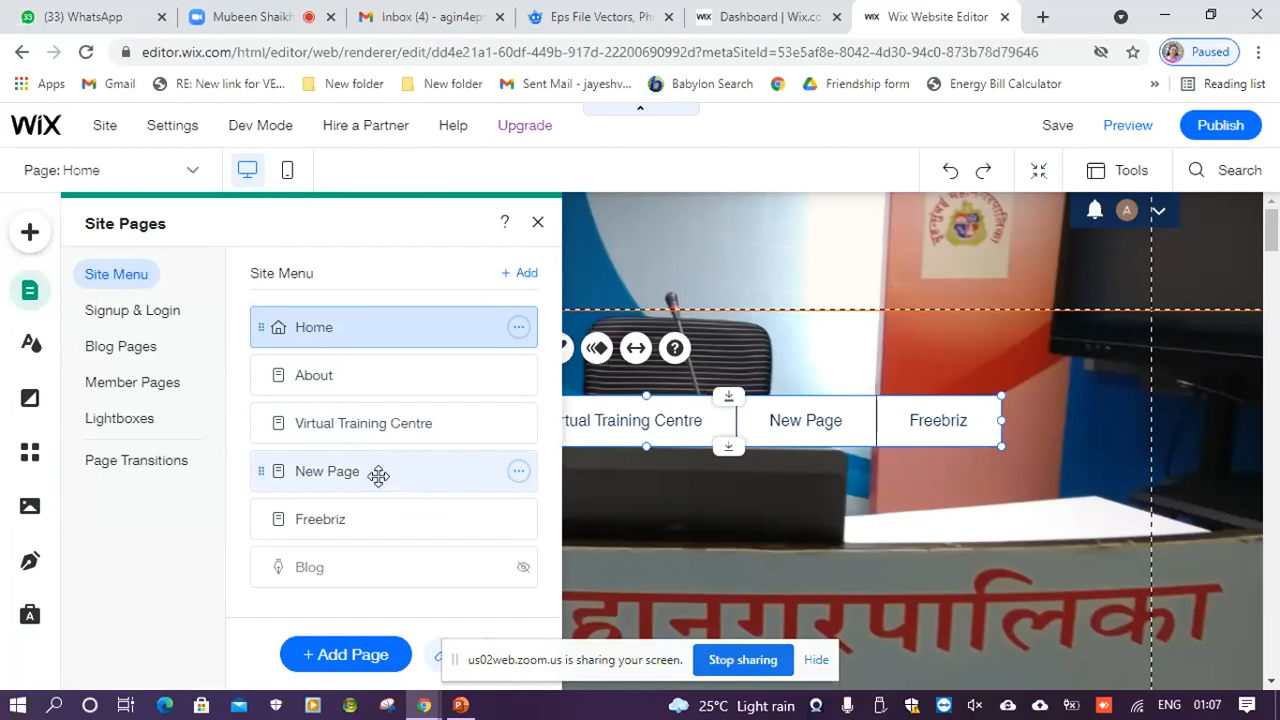 (33) WhatsApp
Mubeen Shaikh
Inbox (4) - agin4eps
Eps File Vectors, Ph
WiX Dashboard | Wix.co
WiX Wix Website Editor
editor.wix.com/html/editor/web/renderer/edit/dd4e21a1-60df-449b-917d-22200690992d?metaSiteId=53e5af8e-8042-4d30-94c0-873b78d79646
Paused
Apps
Gmail
RE: New link for VE...
New folder
New folder
Sent Mail - jayeshv...
Babylon Search
Friendship form
Energy Bill Calculator
»
Reading list
WiX
Site
Settings
Dev Mode
Hire a Partner
Help
Upgrade
Save
Preview
Publish
Page: Home
Tools
Search
Site Pages
?
A
Site Menu
Signup & Login
Blog Pages
Member Pages
Lightboxes
Page Transitions
Site Menu
+ Add
Home
About
Virtual Training Centre
New Page
Freebriz
Blog
+ Add Page
?
tual Training Centre
New Page
Freebriz
हानगरपालिका
us02web.zoom.us is sharing your screen.
Stop sharing
Hide
25°C Light rain
ENG
01:07